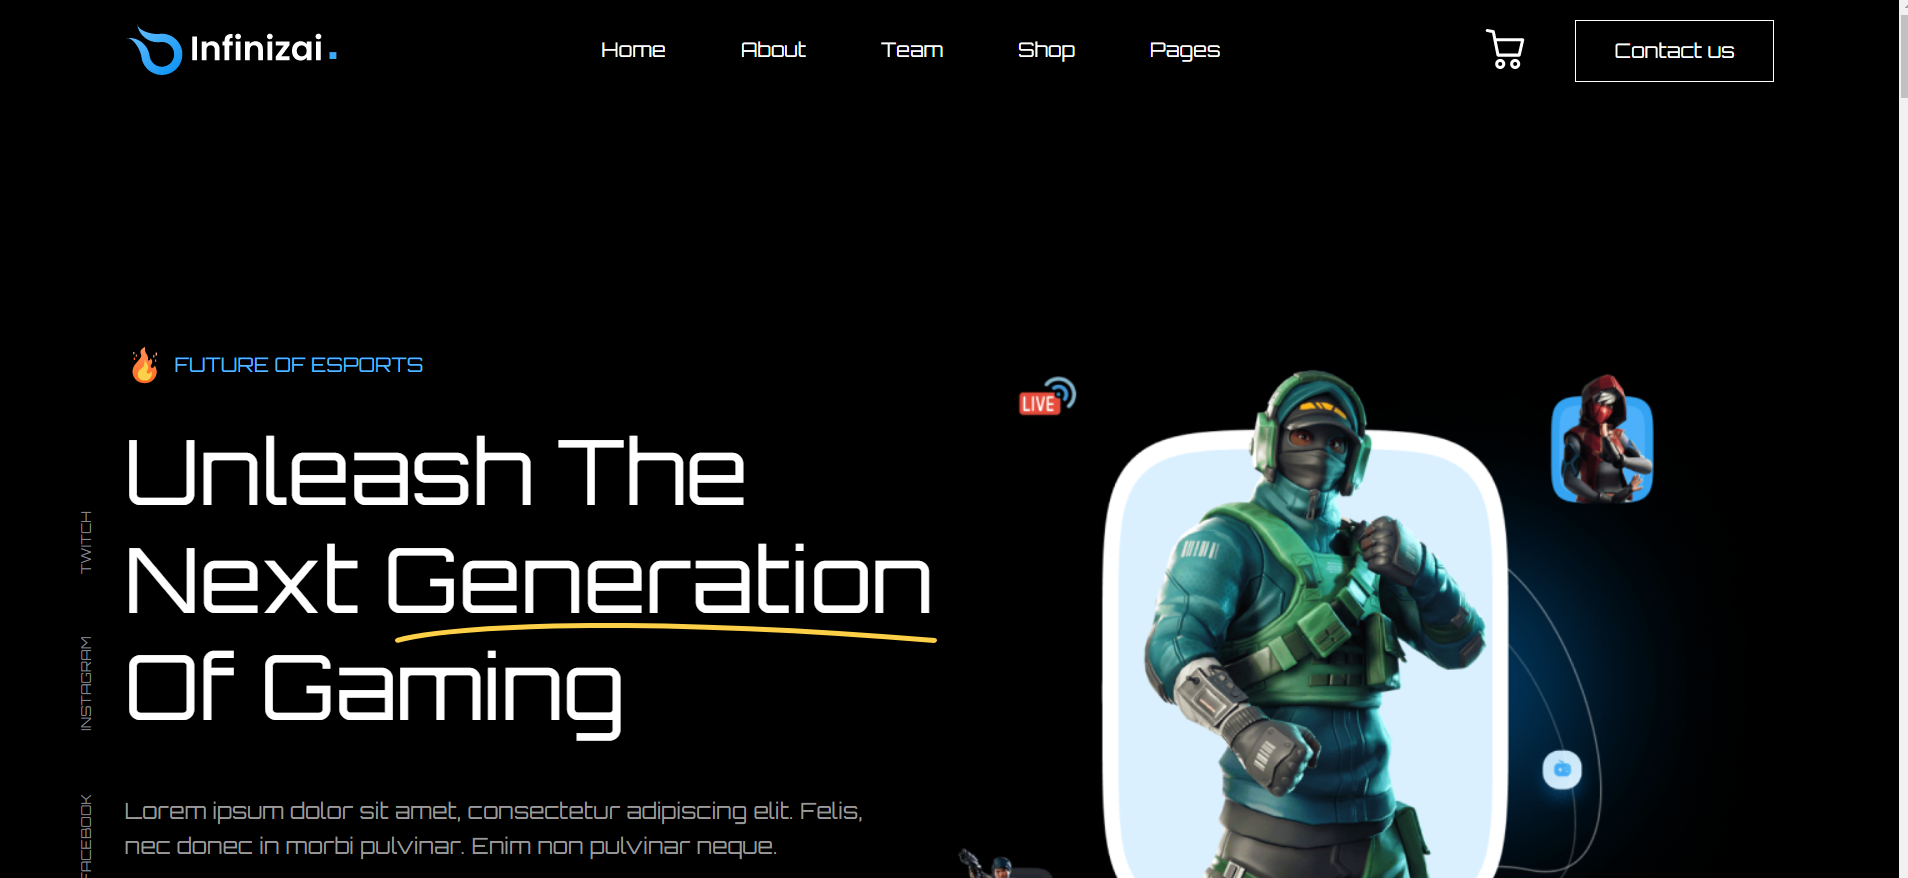 Infinizai.
Home
About
Team
Shop
Pages
Contact us
FUTURE OF ESPORTS
LIVE
Unleash The
Next Generation
Of Gaming
TWITCH
INSTAGRAM
FACEBOOK
Lorem ipsum dolor sit amet, consectetur adipiscing elit. Felis,
nec donec in morbi pulvinar. Enim non pulvinar neque.